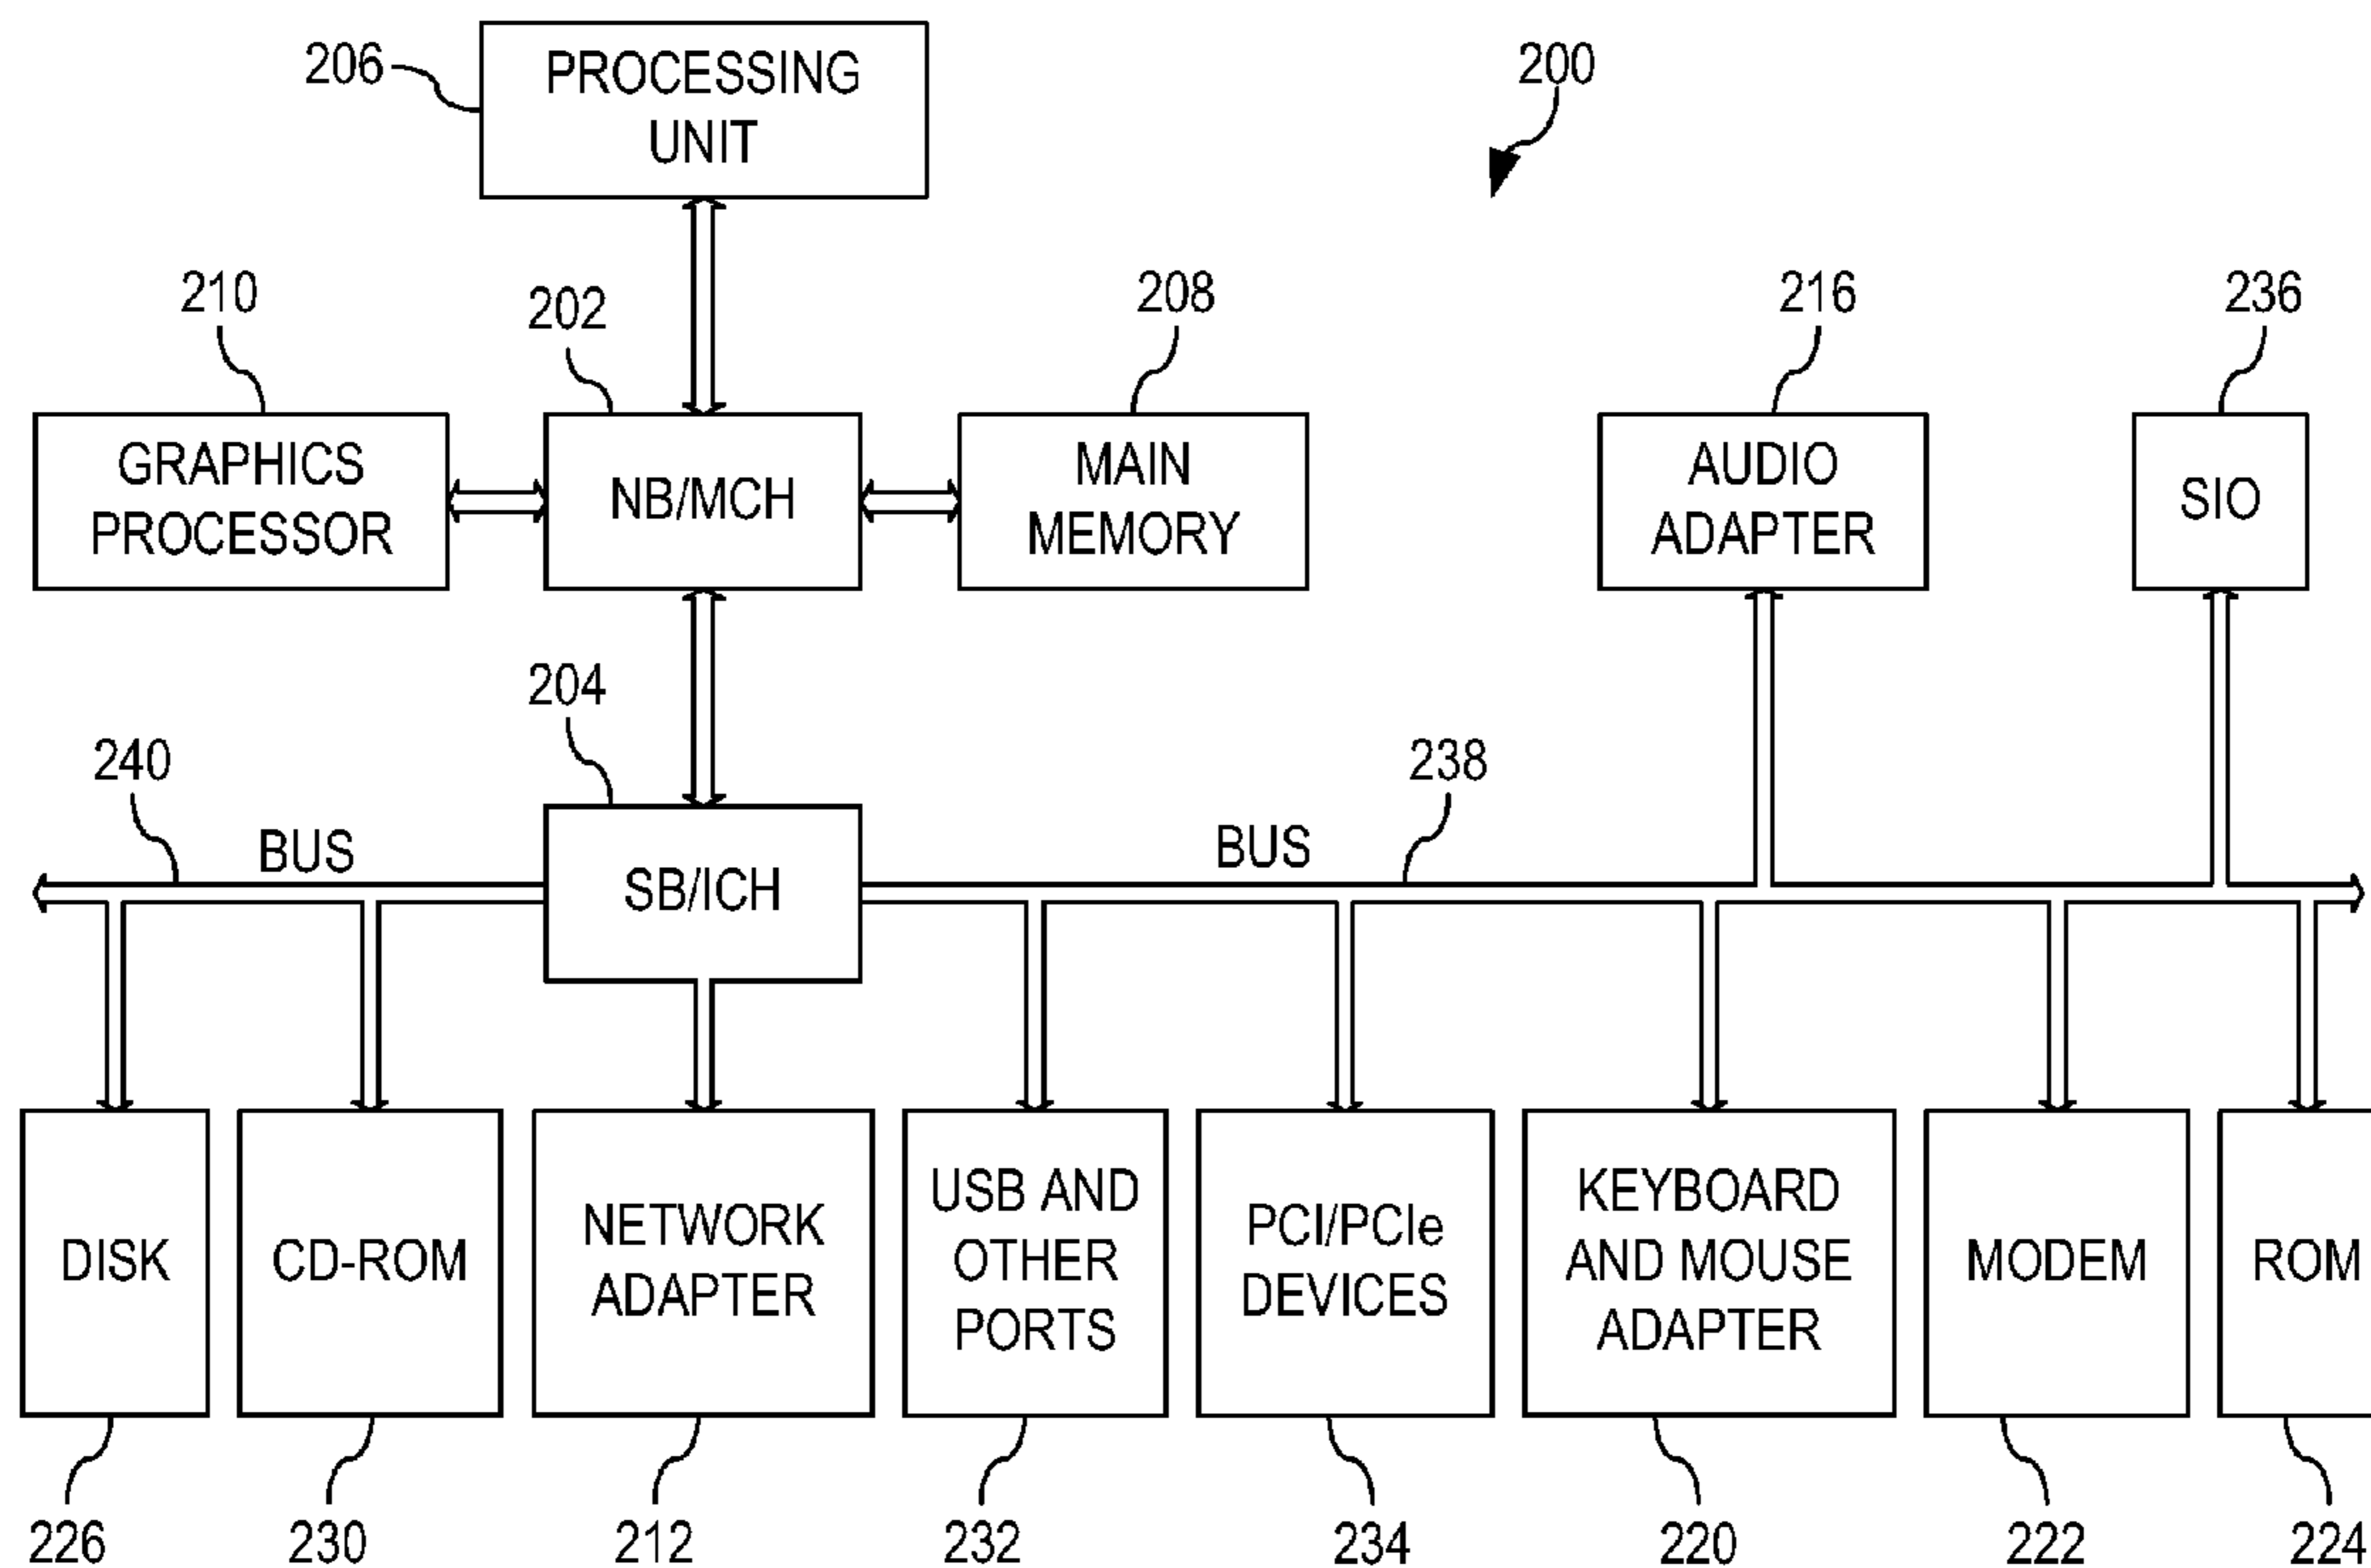 206
PROCESSING
UNIT
200
210
202
208
216
236
GRAPHICS
PROCESSOR
NB/MCH
MAIN
MEMORY
AUDIO
ADAPTER
SIO
204
240
238
BUS
SB/ICH
BUS
DISK
CD-ROM
NETWORK
ADAPTER
USB AND
OTHER
PORTS
PCI/PCIe
DEVICES
KEYBOARD
AND MOUSE
ADAPTER
MODEM
ROM
226
230
212
232
234
220
222
224